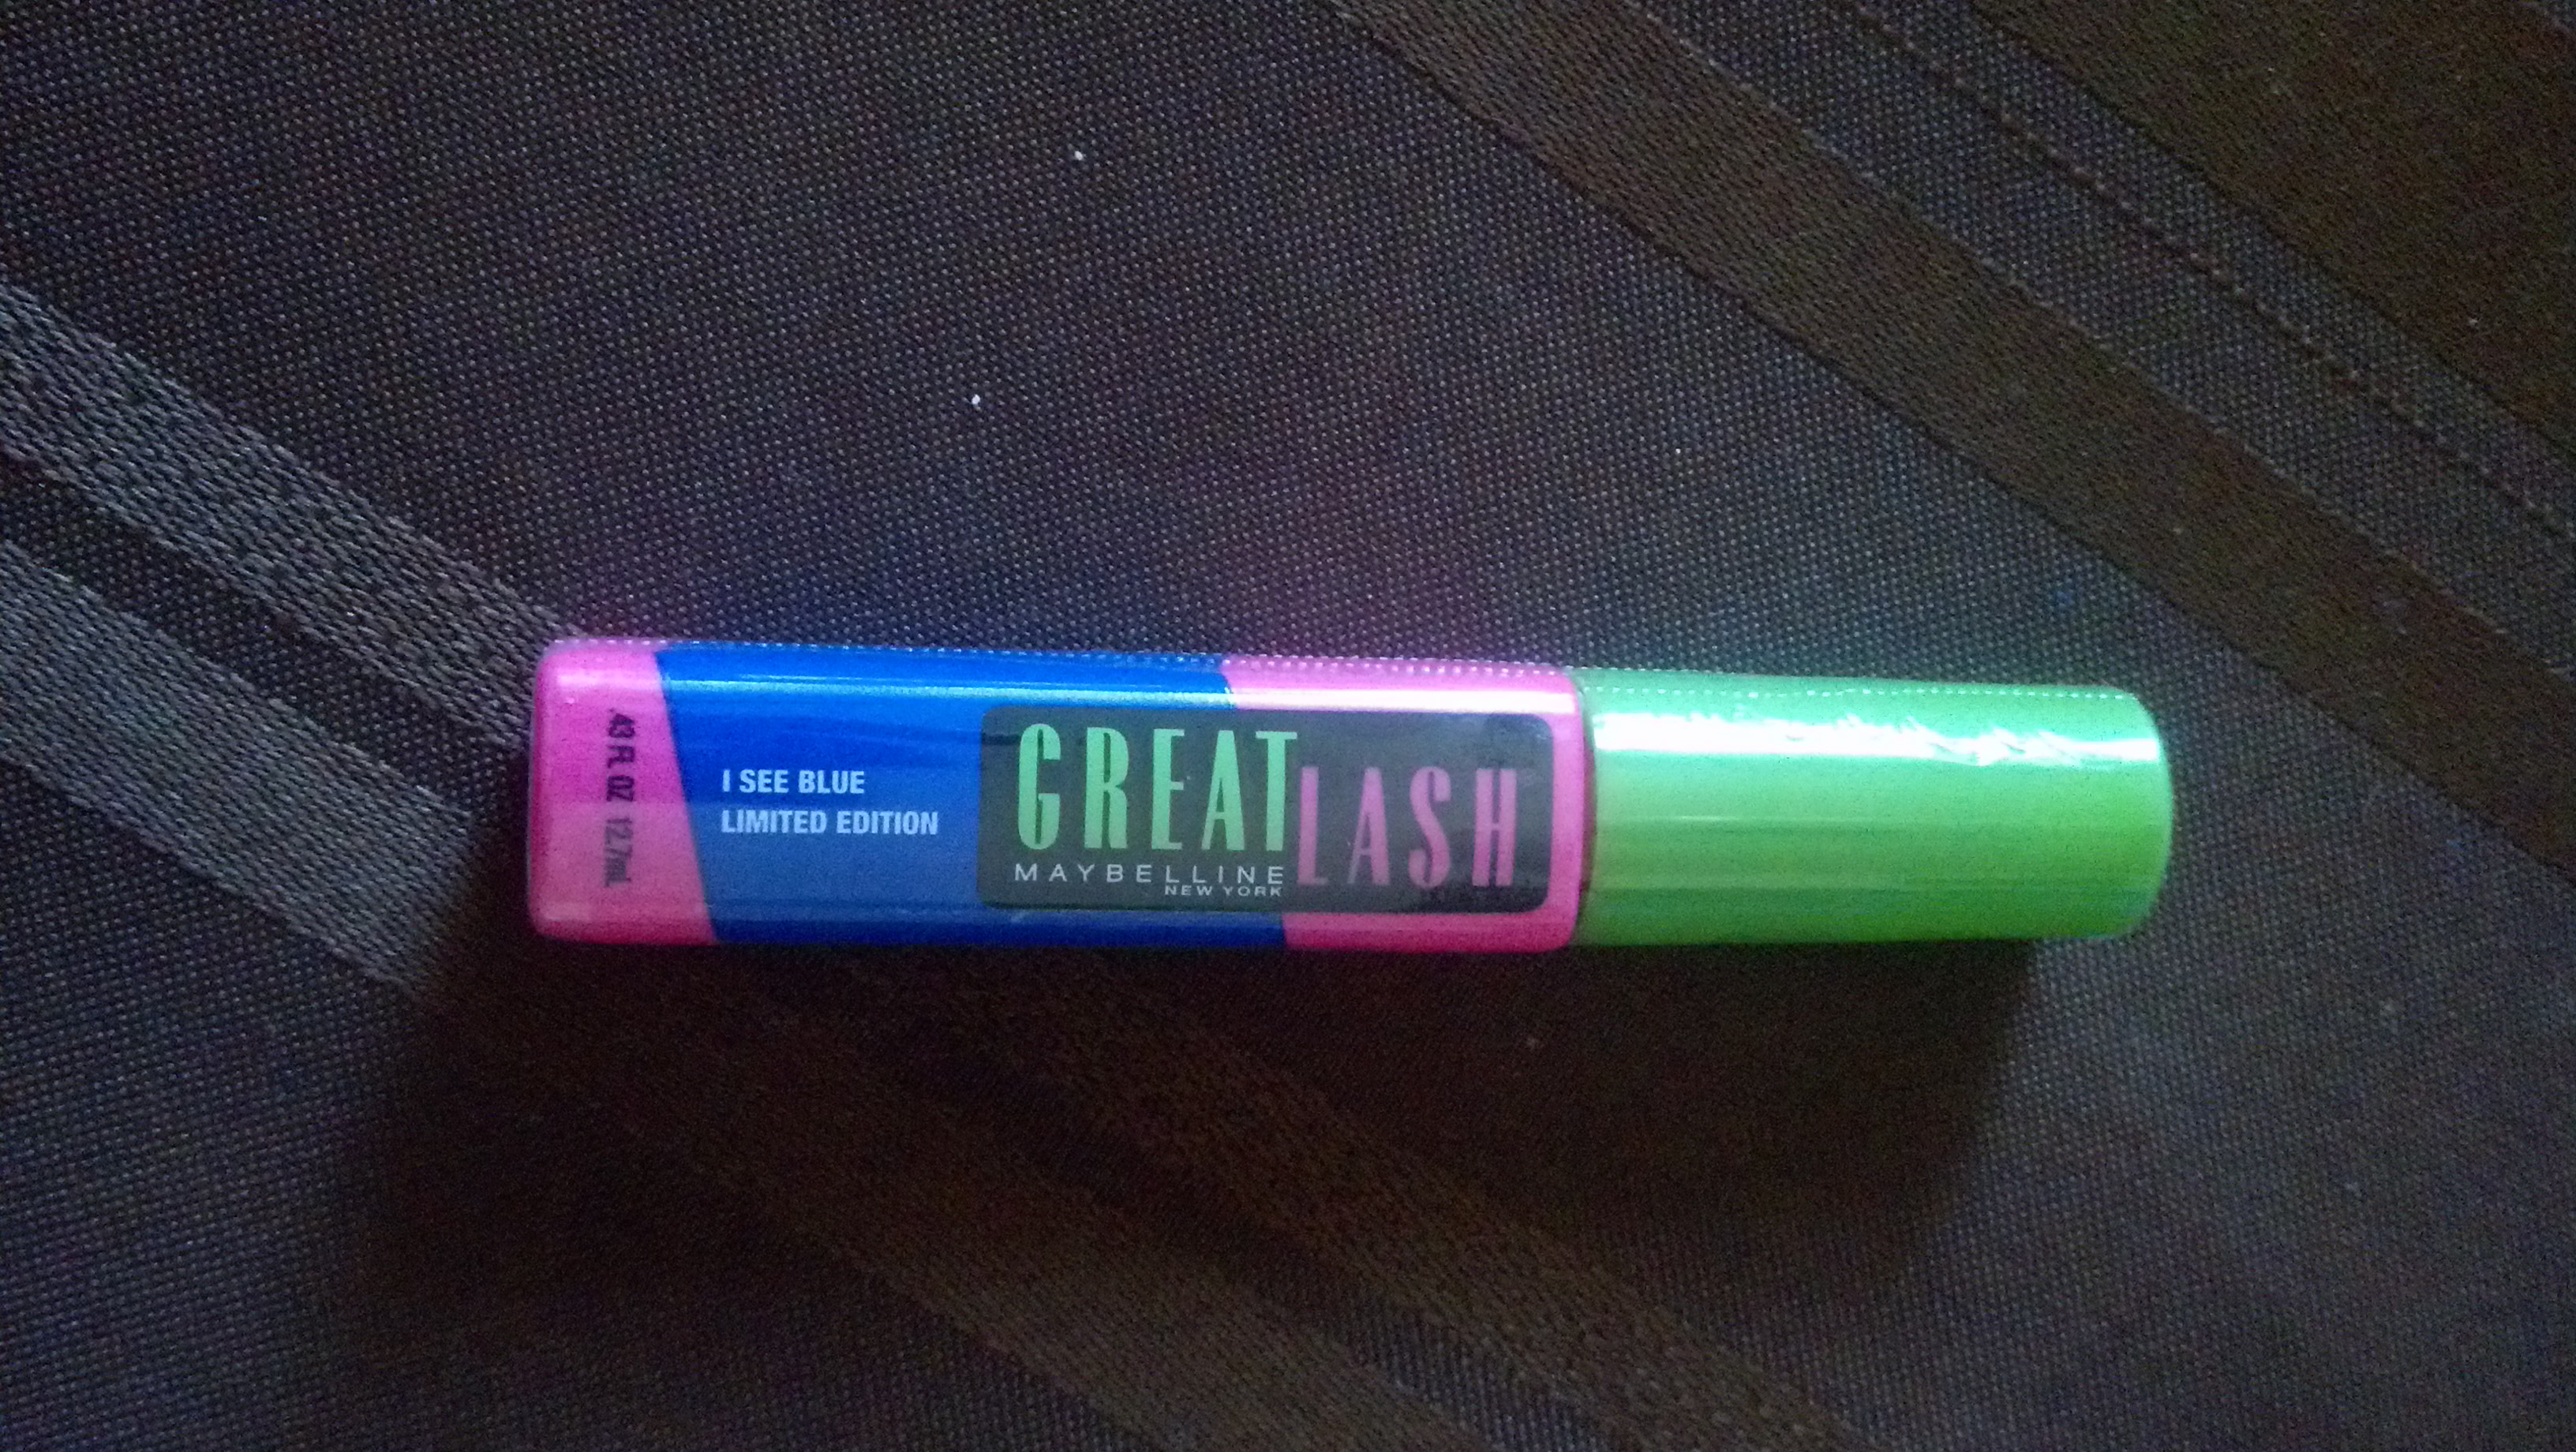 .43 FL OZ 12.7mL
I SEE BLUE
LIMITED EDITION
GREAT LASH
MAYBELLINE
NEW YORK